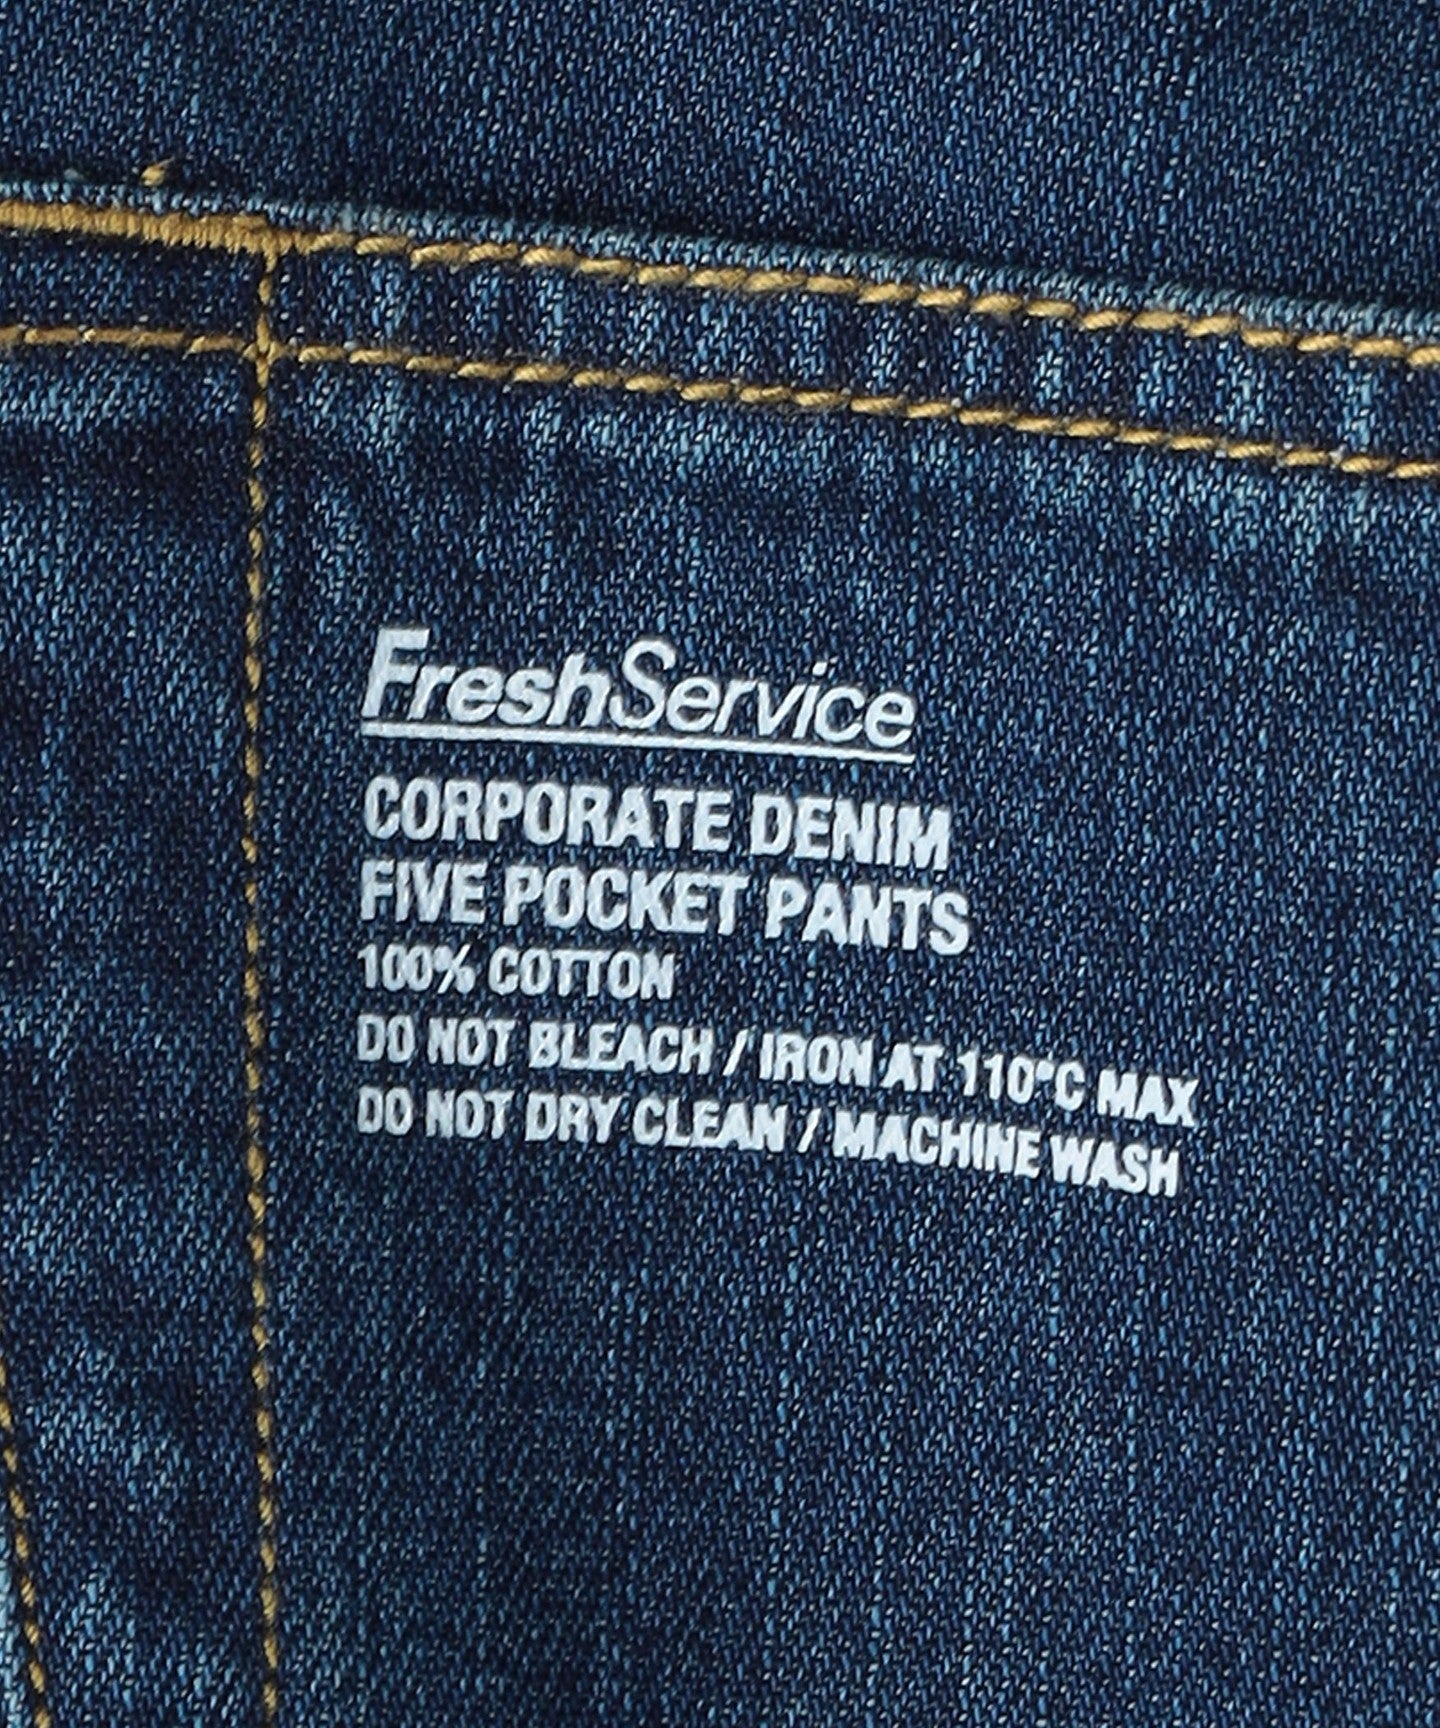 FreshService
CORPORATE DENIM
FIVE POCKET PANTS
100% COTTON
DO NOT BLEACH / IRON AT 110°C MAX
DO NOT DRY CLEAN / MACHINE WASH